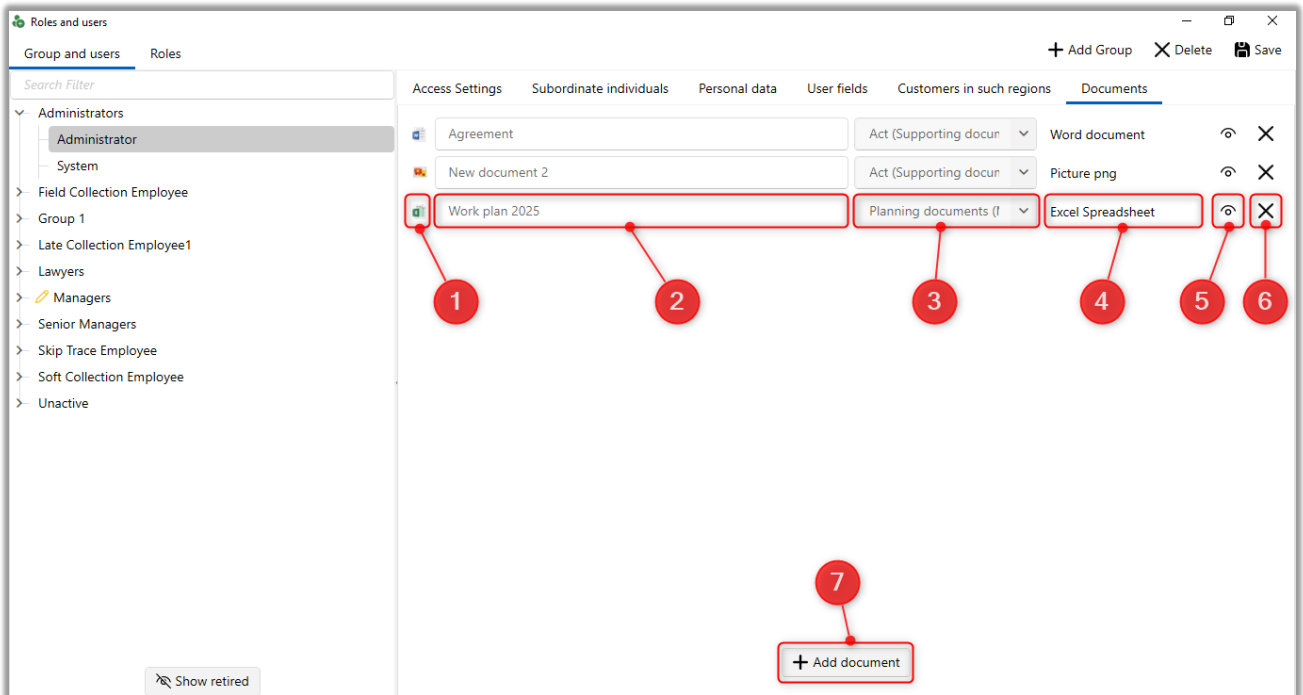 Roles and users
Group and users Roles
Add Group Delete Save
Search Filter
Access Settings Subordinate individuals Personal data User fields Customers in such regions Documents
Administrators
Administrator
System
Field Collection Employee
Group 1
Late Collection Employee1
Lawyers
Managers
Senior Managers
Skip Trace Employee
Soft Collection Employee
Unactive
Agreement Act (Supporting docun Word document
New document 2 Act (Supporting docun Picture png
Work plan 2025 Planning documents (I Excel Spreadsheet
1 2 3 4 5 6
7
Add document
Show retired